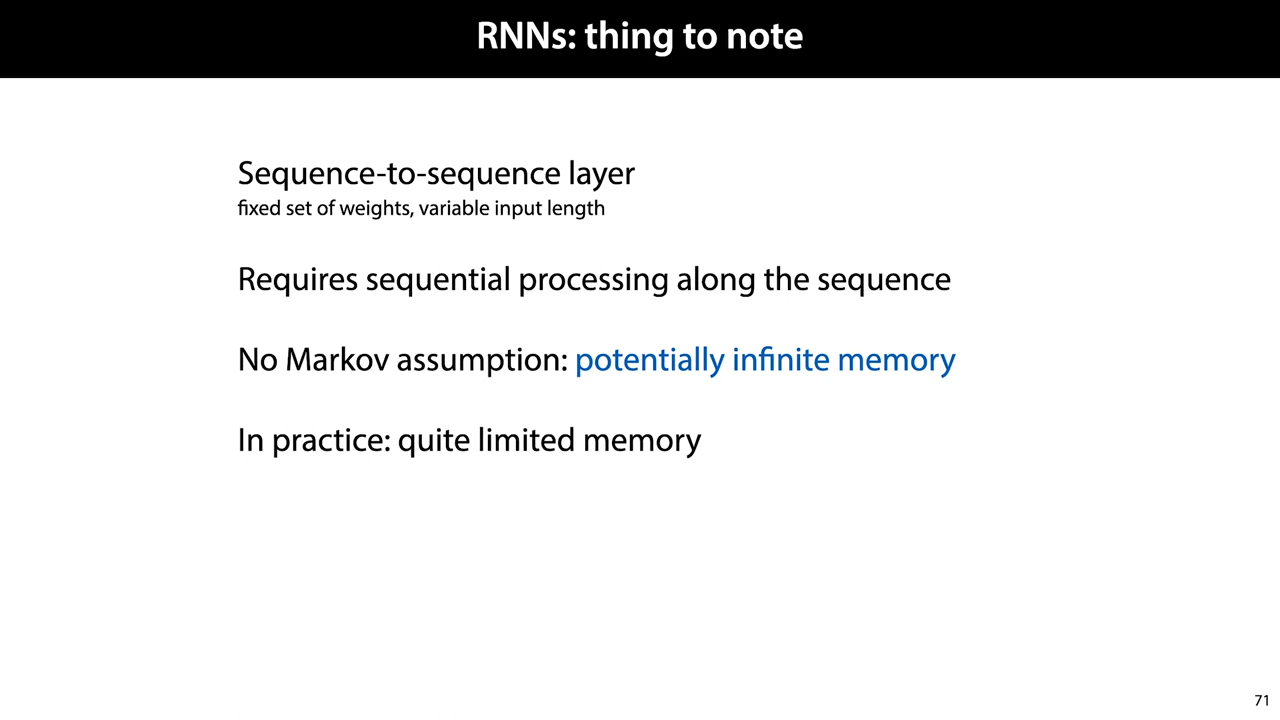 RNNs: thing to note
Sequence-to-sequence layer
fixed set of weights, variable input length
Requires sequential processing along the sequence
No Markov assumption: potentially infinite memory
In practice: quite limited memory
71